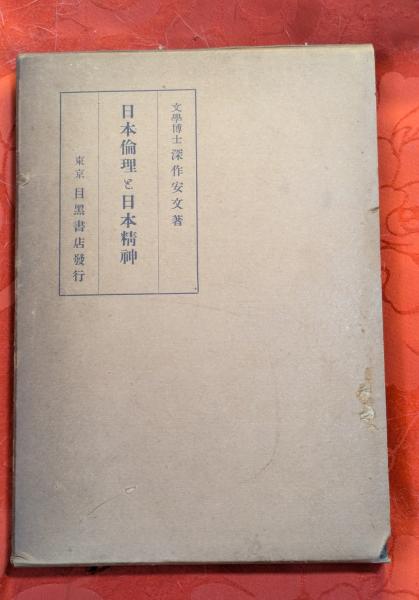 文學博士 深作安文著
日本倫理と日本精神
東京 目黑書店發行